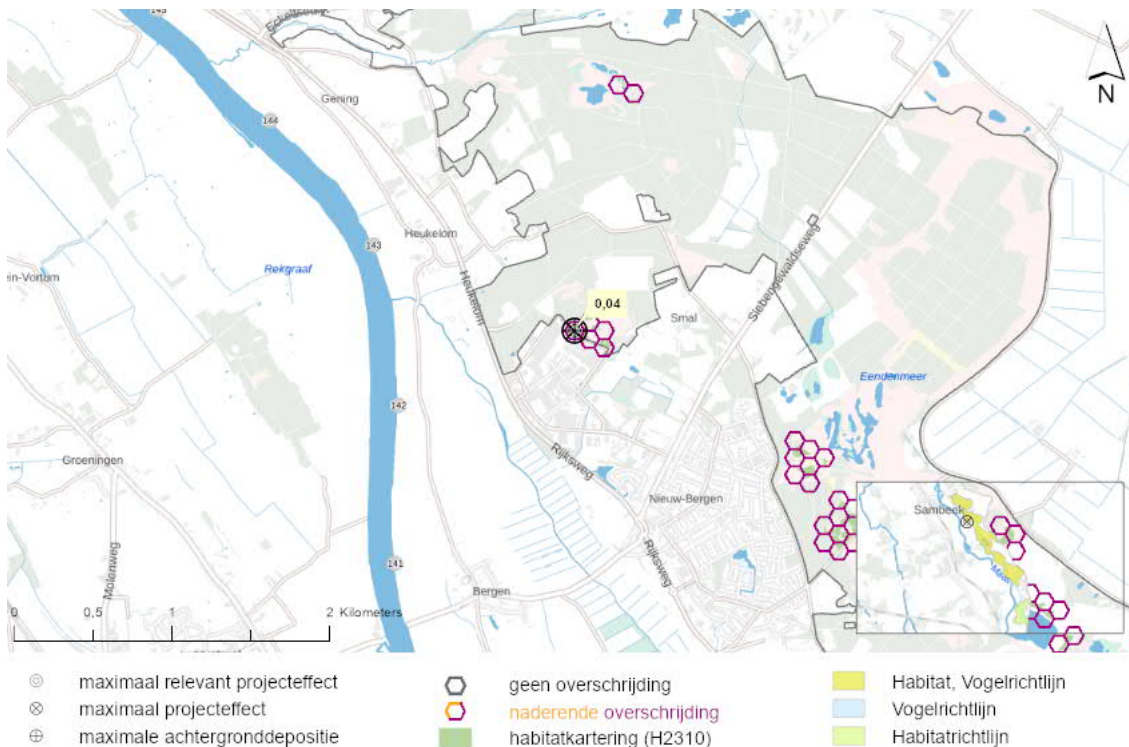 145
Gening
144
N
143
Heukelom
Rekgraaf
Heukelom
Siebengewaldseweg
0,04
Smal
Eendenmeer
142
Groeningen
Rijksweg
Nieuw-Bergen
Sambeek
Maas
Molenweg
Rijksweg
141
Bergen
0 0,5 1 2 Kilometers
maximaal relevant projecteffect
geen overschrijding
Habitat, Vogelrichtlijn
maximaal projecteffect
naderende overschrijding
Vogelrichtlijn
maximale achtergronddepositie
habitatkartering (H2310)
Habitatrichtlijn